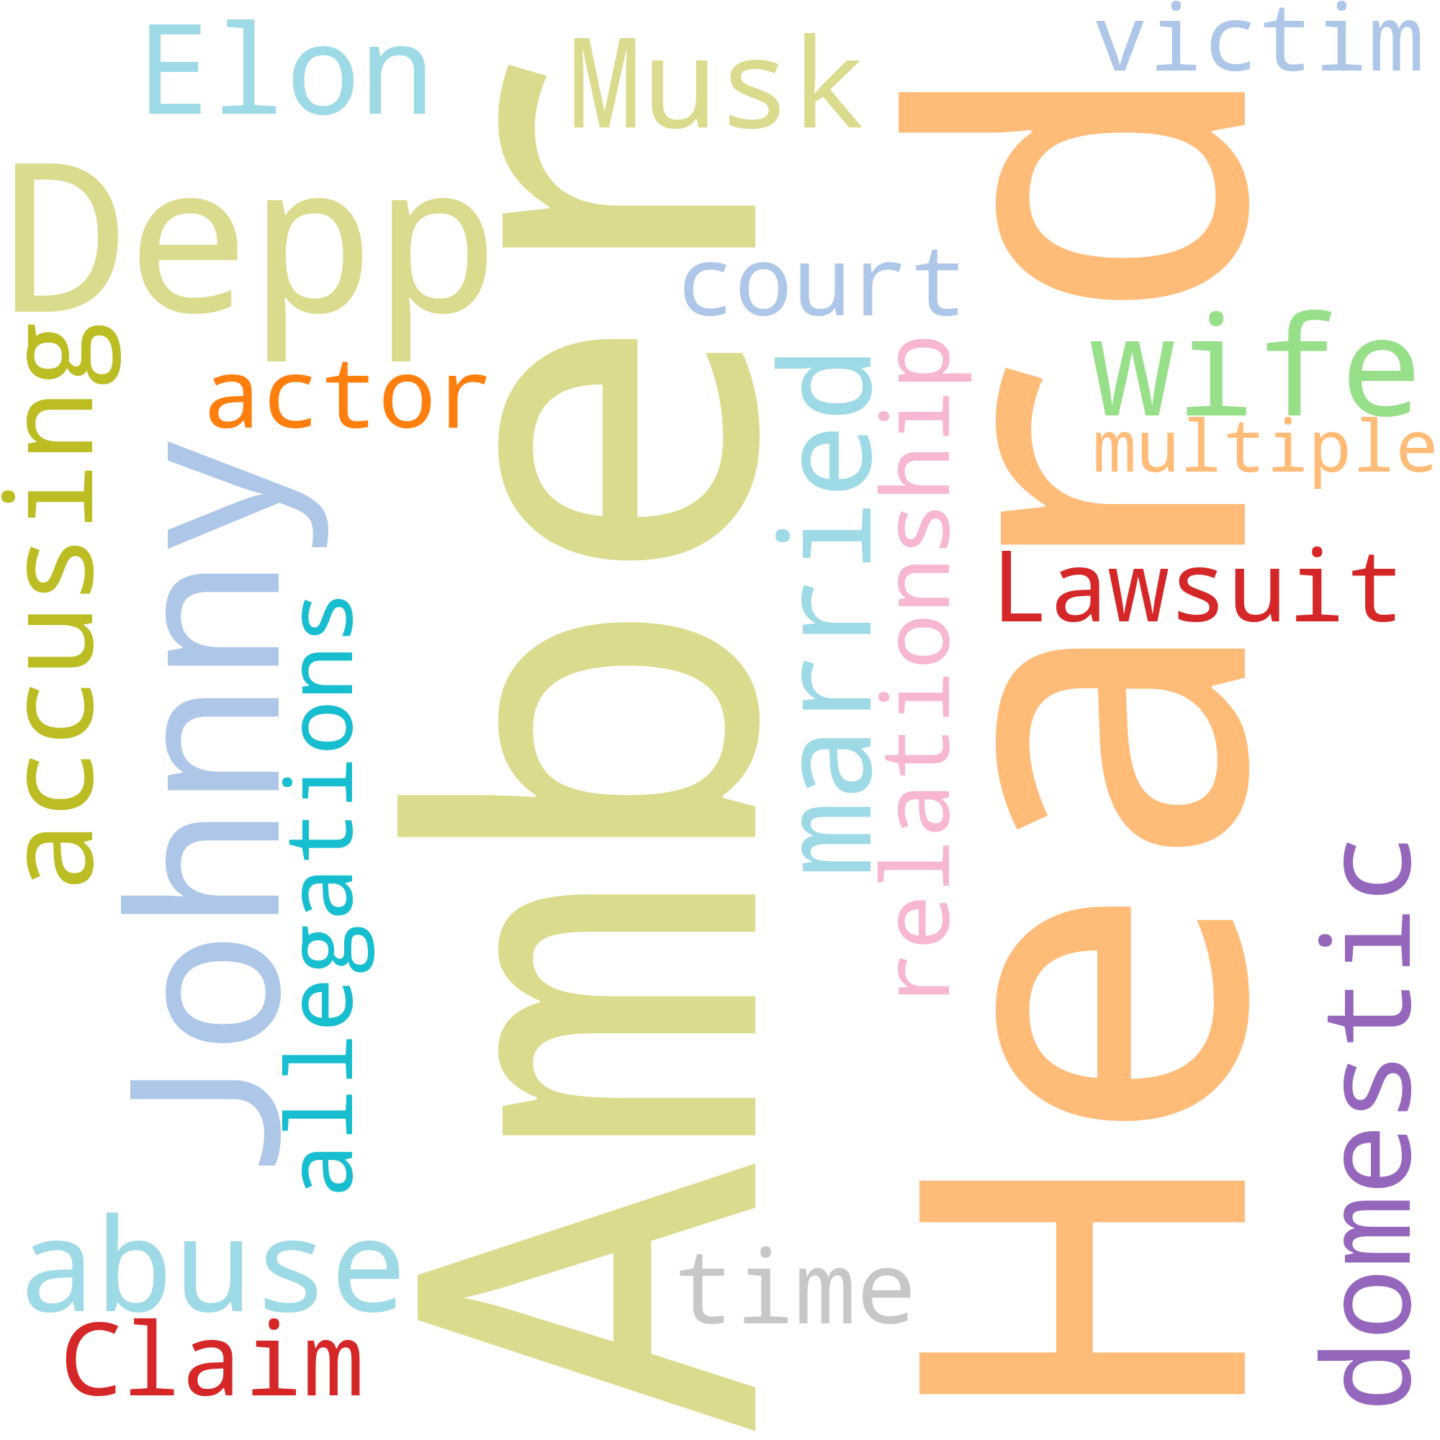 Elon
Musk
victim
Depp
court
accusing
actor
wife
multiple
Johnny
allegations
Amber
married
relationship
Heard
Lawsuit
domestic
abuse
time
Claim